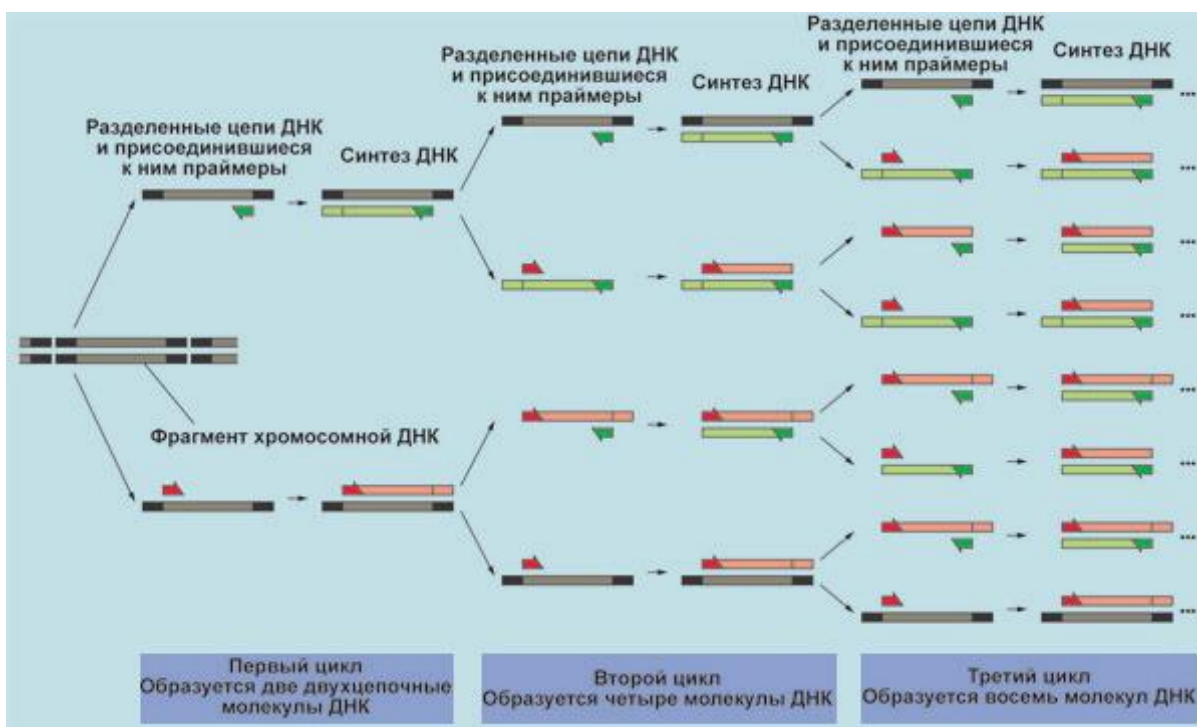 Разделенные цепи ДНК
и присоединившиеся
к ним праймеры
Синтез ДНК
Разделенные цепи ДНК
и присоединившиеся
к ним праймеры
Синтез ДНК
Разделенные цепи ДНК
и присоединившиеся
к ним праймеры
Синтез ДНК
Фрагмент хромосомной ДНК
Первый цикл
Образуется две двухцепочные
молекулы ДНК
Второй цикл
Образуется четыре молекулы ДНК
Третий цикл
Образуется восемь молекул ДНК